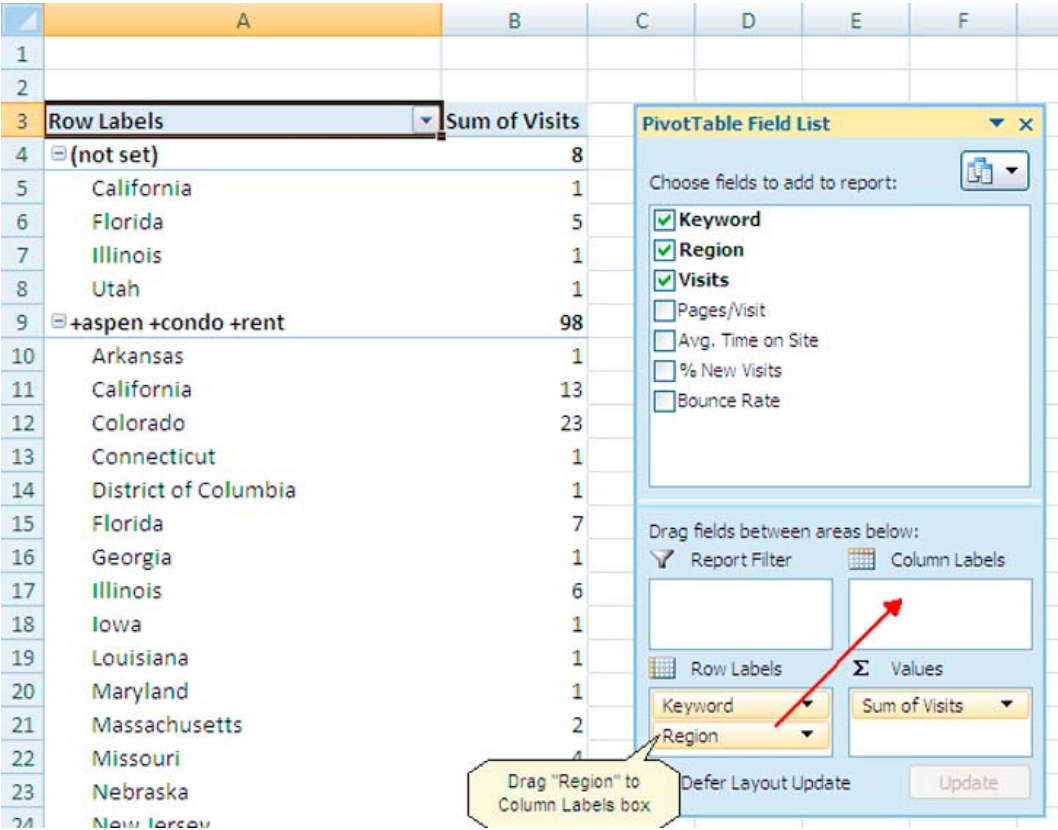 A B C D E F
1
2
3 Row Labels Sum of Visits
4 (not set) 8
5 California 1
6 Florida 5
7 Illinois 1
8 Utah 1
9 +aspen +condo +rent 98
10 Arkansas 1
11 California 13
12 Colorado 23
13 Connecticut 1
14 District of Columbia 1
15 Florida 7
16 Georgia 1
17 Illinois 6
18 Iowa 1
19 Louisiana 1
20 Maryland 1
21 Massachusetts 2
22 Missouri 4
23 Nebraska
24 New Jersey
PivotTable Field List
Choose fields to add to report:
Keyword
Region
Visits
Pages/Visit
Avg. Time on Site
% New Visits
Bounce Rate
Drag fields between areas below:
Report Filter
Column Labels
Row Labels
Σ Values
Keyword
Region
Sum of Visits
Defer Layout Update
Update
Drag "Region" to
Column Labels box